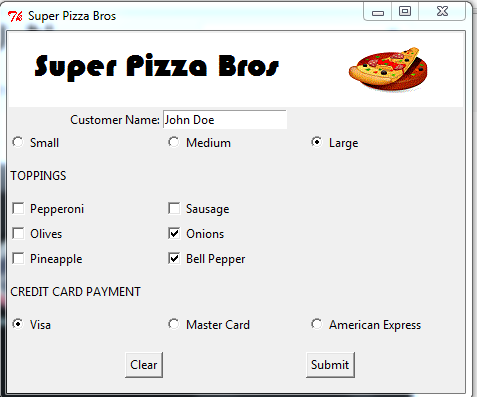 Super Pizza Bros
Super Pizza Bros
Customer Name: John Doe
Small Medium Large
TOPPINGS
Pepperoni Sausage
Olives Onions
Pineapple Bell Pepper
CREDIT CARD PAYMENT
Visa Master Card American Express
Clear Submit